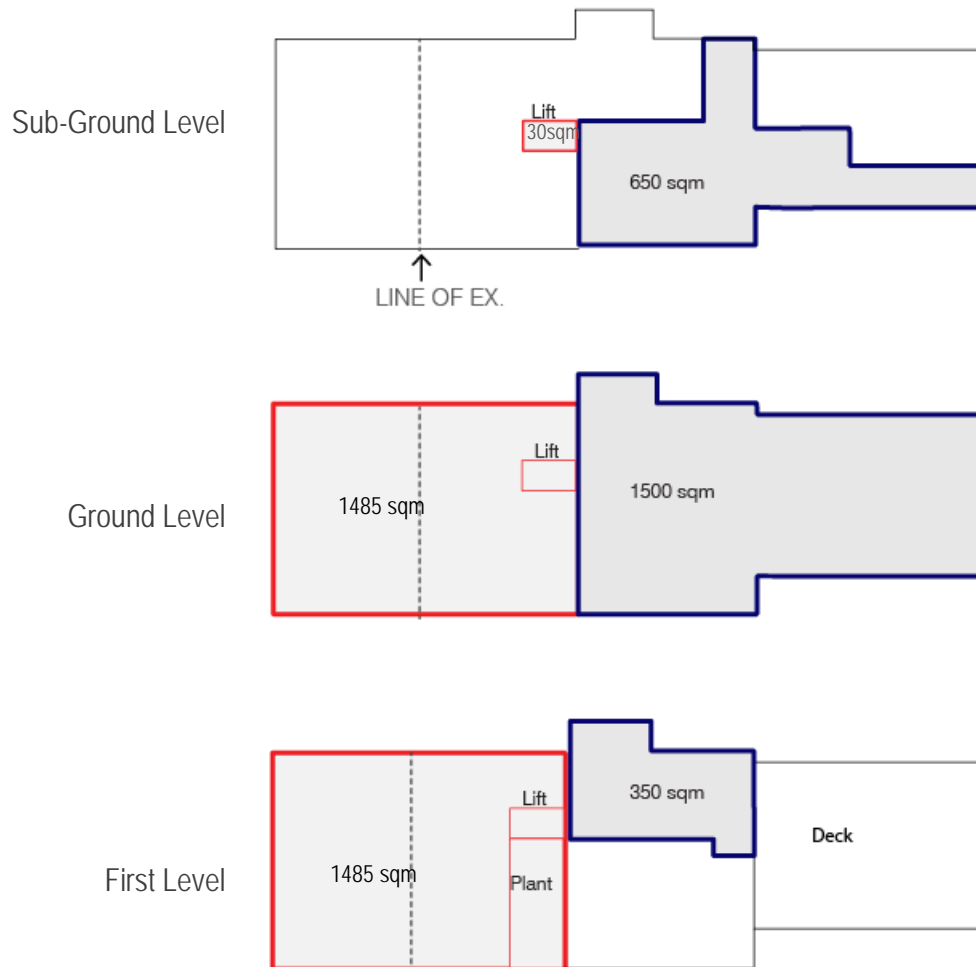 Sub-Ground Level
Lift
30sqm
650 sqm
LINE OF EX.
Ground Level
Lift
1485 sqm
1500 sqm
First Level
Lift
350 sqm
Deck
1485 sqm
Plant